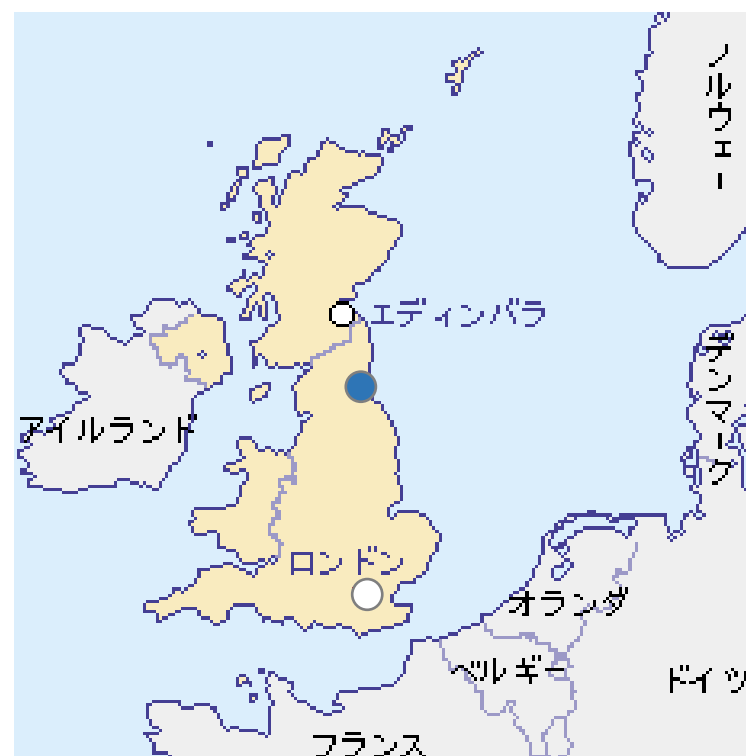 ノルウェー
エディンバラ
デンマーク
アイルランド
ロンドン
オランダ
ベルギー
ドイツ
フランス